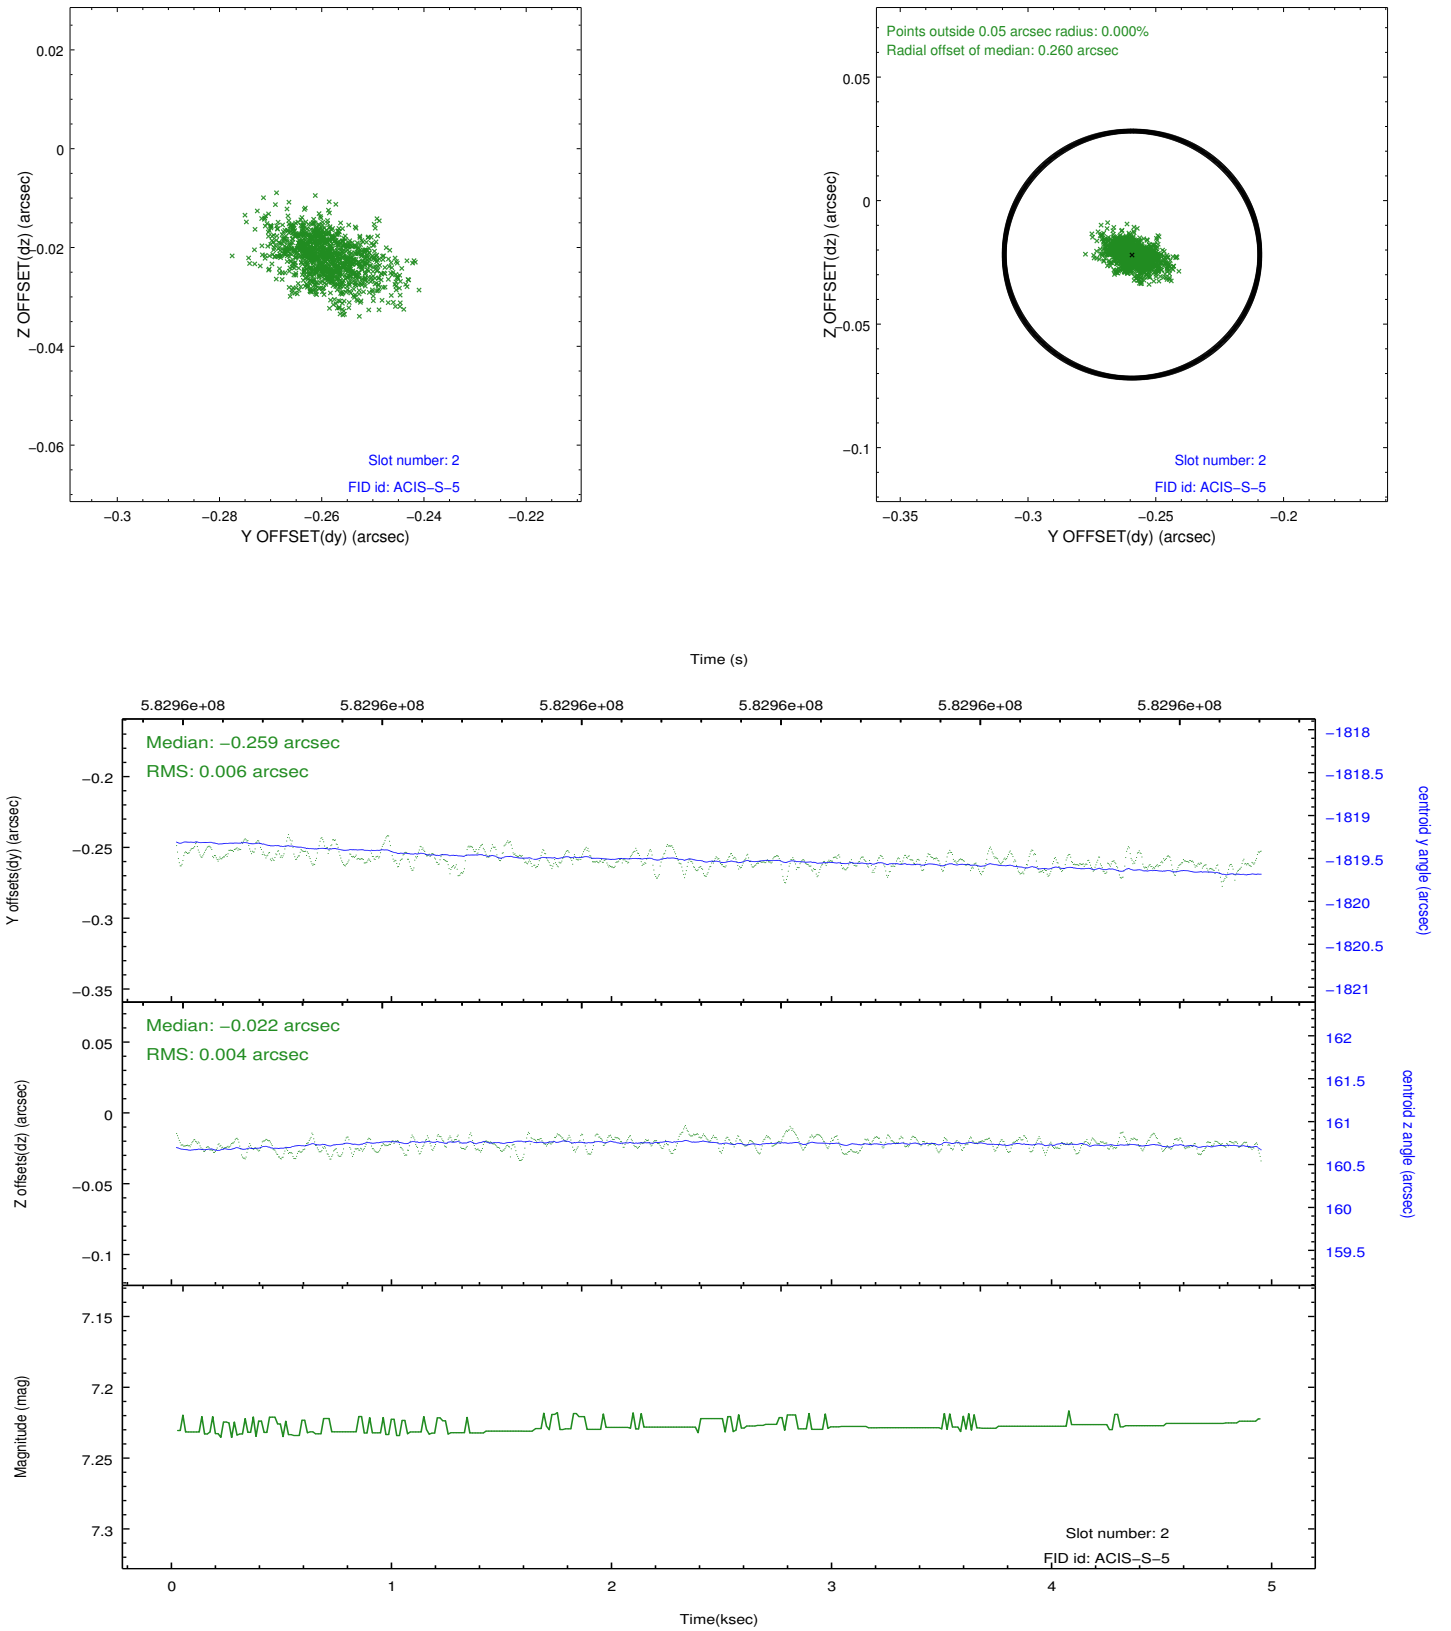 0.02
0
−0.02
−0.04
−0.06
Z OFFSET(dz) (arcsec)
Slot number: 2
FID id: ACIS−S−5
−0.3
−0.28
−0.26
−0.24
−0.22
Y OFFSET(dy) (arcsec)
Points outside 0.05 arcsec radius: 0.000%
Radial offset of median: 0.260 arcsec
0.05
0
−0.05
−0.1
Z OFFSET(dz) (arcsec)
Slot number: 2
FID id: ACIS−S−5
−0.35
−0.3
−0.25
−0.2
Y OFFSET(dy) (arcsec)
Time (s)
5.8296e+08
5.8296e+08
5.8296e+08
5.8296e+08
5.8296e+08
5.8296e+08
Median: −0.259 arcsec
RMS: 0.006 arcsec
−0.2
−0.25
−0.3
−0.35
Y offsets(dy) (arcsec)
−1818
−1818.5
−1819
−1819.5
−1820
−1820.5
−1821
centroid y angle (arcsec)
Median: −0.022 arcsec
RMS: 0.004 arcsec
0.05
0
−0.05
−0.1
Z offsets(dz) (arcsec)
162
161.5
161
160.5
160
159.5
centroid z angle (arcsec)
7.15
7.2
7.25
7.3
Magnitude (mag)
Slot number: 2
FID id: ACIS−S−5
0
1
2
3
4
5
Time(ksec)